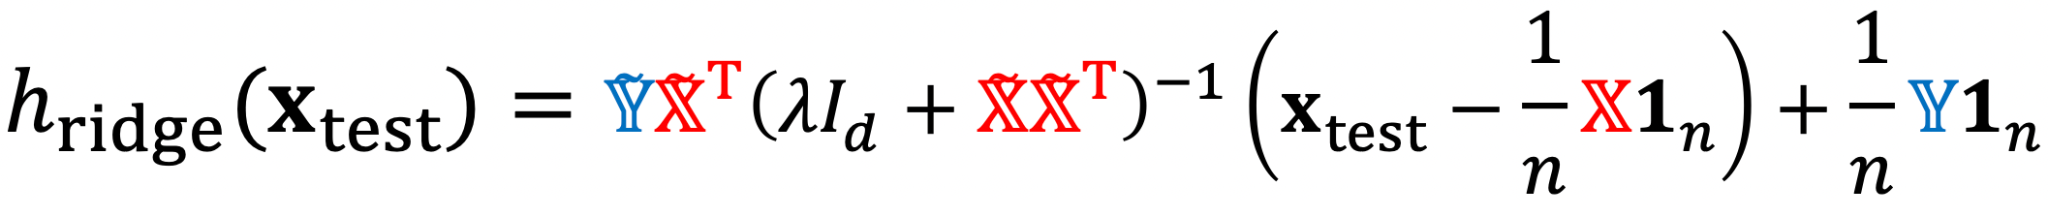 h_ridge(𝐱_test) = 𝕐̃𝕏̃ᵀ(λI_d + 𝕏̃𝕏̃ᵀ)⁻¹ (𝐱_test − (1/n) 𝕏𝟏_n) + (1/n) 𝕐𝟏_n